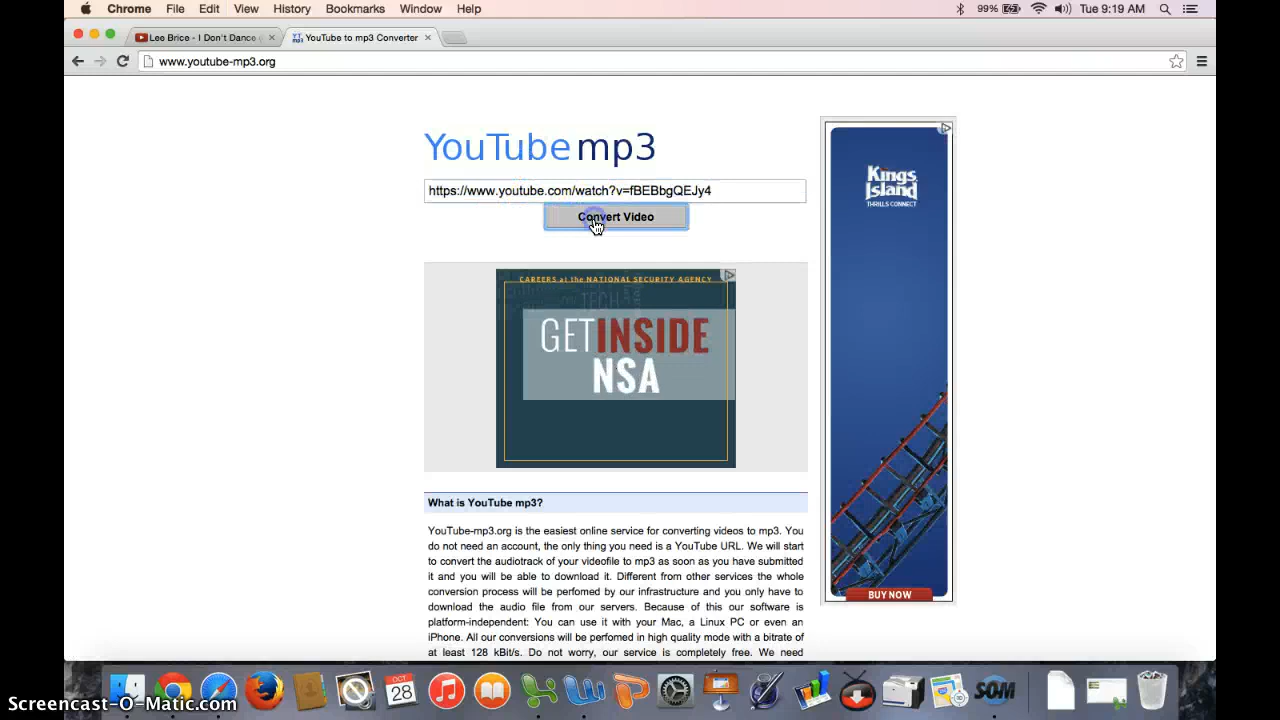 Chrome File Edit View History Bookmarks Window Help 99% Tue 9:19 AM
Lee Brice - I Don't Dance
YouTube to mp3 Converter
www.youtube-mp3.org
YouTube mp3
https://www.youtube.com/watch?v=fBEBbgQEJy4
Convert Video
CAREERS at the NATIONAL SECURITY AGENCY
TECH
GET INSIDE
NSA
Kings
Island
THRILLS CONNECT
BUY NOW
What is YouTube mp3?
YouTube-mp3.org is the easiest online service for converting videos to mp3. You
do not need an account, the only thing you need is a YouTube URL. We will start
to convert the audiotrack of your videofile to mp3 as soon as you have submitted
it and you will be able to download it. Different from other services the whole
conversion process will be perfomed by our infrastructure and you only have to
download the audio file from our servers. Because of this our software is
platform-independent: You can use it with your Mac, a Linux PC or even an
iPhone. All our conversions will be perfomed in high quality mode with a bitrate of
at least 128 kBit/s. Do not worry, our service is completely free. We need
OCT
28
SOM
Screencast-O-Matic.com